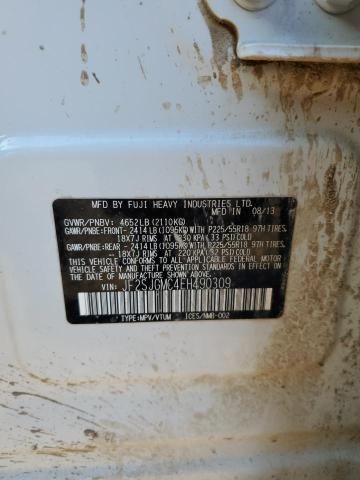 MFD BY FUJI HEAVY INDUSTRIES LTD.
MFD IN 08/13
GVWR/PNBV: 4652LB(2110KG)
GAWR/PNBE:FRONT- 2414LB(1095KG)WITH P225/55R18 97H TIRES,
18X7J RIMS AT 230 KPA/ 33 PSI COLD
GAWR/PNBE:REAR - 2414LB(1095KG)WITH P225/55R18 97H TIRES,
18X7J RIMS AT 220 KPA/ 32 PSI COLD
THIS VEHICLE CONFORMS TO ALL APPLICABLE FEDERAL MOTOR
VEHICLE SAFETY
THEFT PREVENTION STANDARDS IN EFFECT ON THE
DATE OF MANUFACTURE SHOWN ABOVE.
VIN: JF2SJGMC4EH490309
TYPE:MPV/VTUM ICES/NMB-002